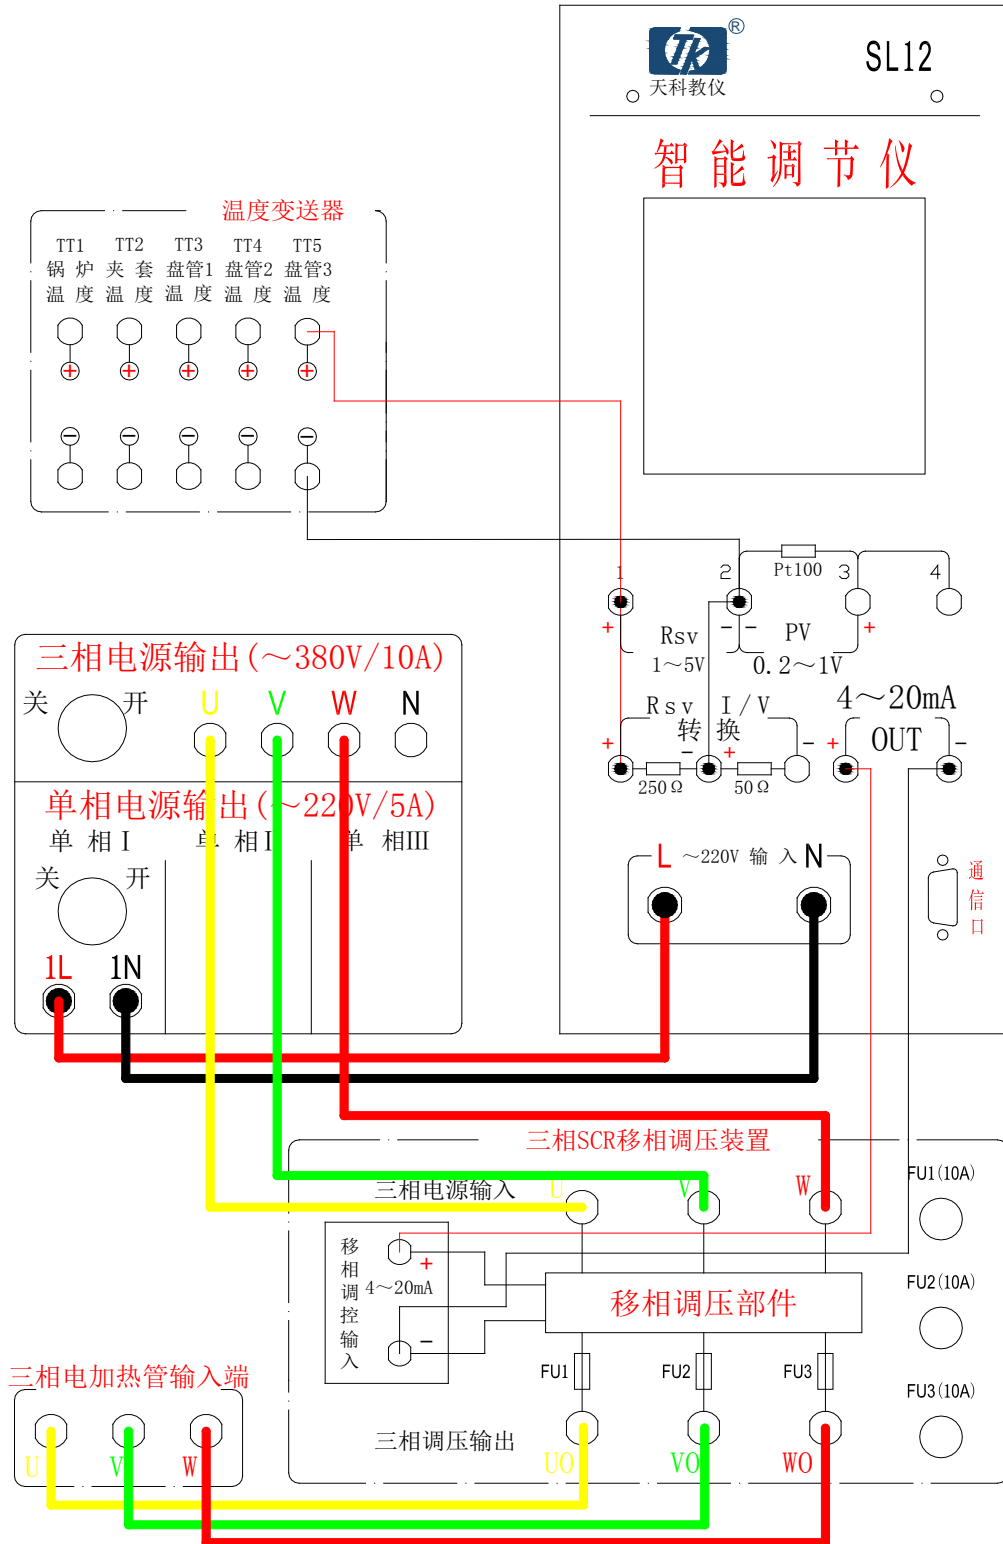 ®
天科教仪
SL12
智能调节仪
温度变送器
TT1 TT2 TT3 TT4 TT5
锅 炉 夹 套 盘管1 盘管2 盘管3
温 度 温 度 温 度 温 度 温 度
+ + + + +
− − − − −
1 2 Pt100 3 4
+ Rsv − − PV +
1～5V 0.2～1V
三相电源输出(～380V/10A)
关 开 U V W N
Rsv I/V
转 换
+ − + −
250Ω 50Ω
4～20mA
+ OUT −
单相电源输出(～220V/5A)
单 相 I 单 相 I 单 相III
关 开
1L 1N
L ～220V 输 入 N
通信口
三相SCR移相调压装置
三相电源输入 U V W
FU1(10A)
移相调控输入
+
4～20mA
−
移相调压部件
FU2(10A)
FU1 FU2 FU3
FU3(10A)
三相调压输出
UO VO WO
三相电加热管输入端
U V W